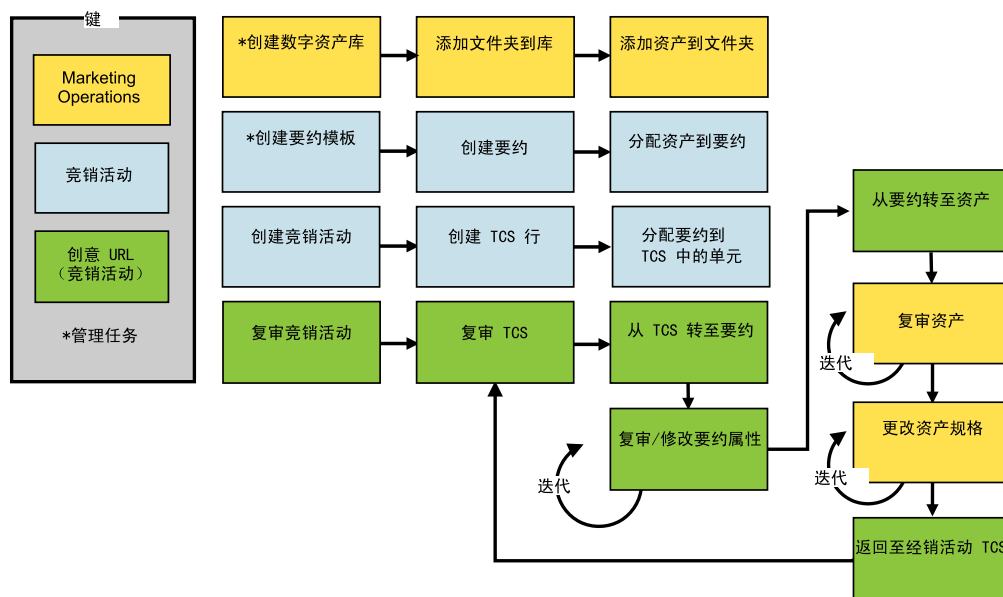 键
Marketing
Operations
竞销活动
创意 URL
（竞销活动）
*管理任务
*创建数字资产库
添加文件夹到库
添加资产到文件夹
*创建要约模板
创建要约
分配资产到要约
创建竞销活动
创建 TCS 行
分配要约到
TCS 中的单元
复审竞销活动
复审 TCS
从 TCS 转至要约
复审/修改要约属性
迭代
从要约转至资产
复审资产
迭代
更改资产规格
迭代
返回至经销活动 TCS